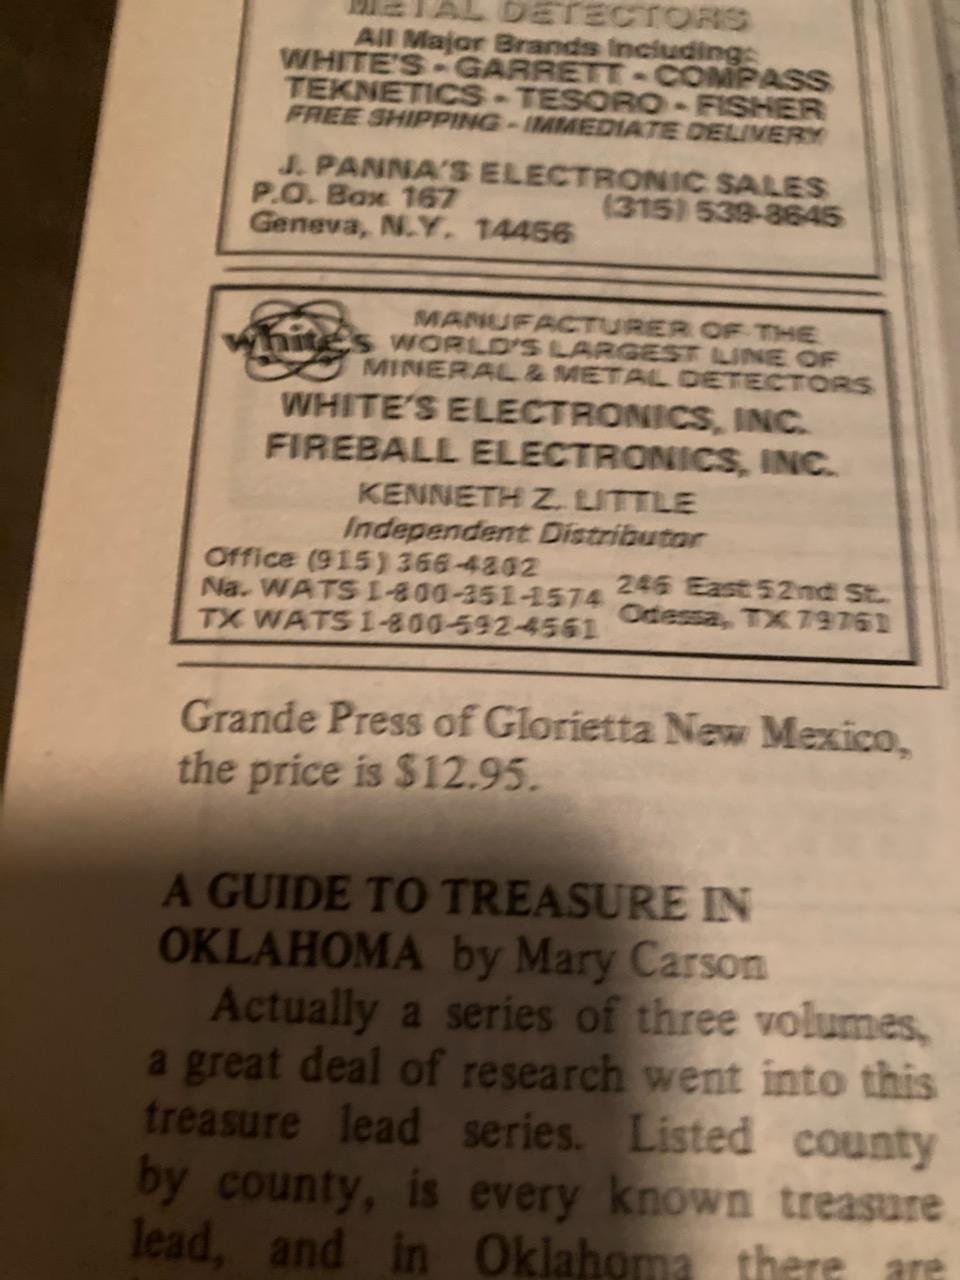 METAL DETECTORS
All Major Brands Including:
WHITE'S - GARRETT - COMPASS
TEKNETICS - TESORO - FISHER
FREE SHIPPING - IMMEDIATE DELIVERY
J. PANNA'S ELECTRONIC SALES
P.O. Box 167 (315) 539-8645
Geneva, N.Y. 14456
white's
MANUFACTURER OF THE
WORLD'S LARGEST LINE OF
MINERAL & METAL DETECTORS
WHITE'S ELECTRONICS, INC.
FIREBALL ELECTRONICS, INC.
KENNETH Z. LITTLE
Independent Distributor
Office (915) 366-4802
Na. WATS 1-800-351-1574
TX WATS 1-800-592-4561
246 East 52nd St.
Odessa, TX 79761
Grande Press of Glorietta New Mexico,
the price is $12.95.
A GUIDE TO TREASURE IN
OKLAHOMA by Mary Carson
Actually a series of three volumes,
a great deal of research went into this
treasure lead series. Listed county
by county, is every known treasure
lead, and in Oklahoma there are